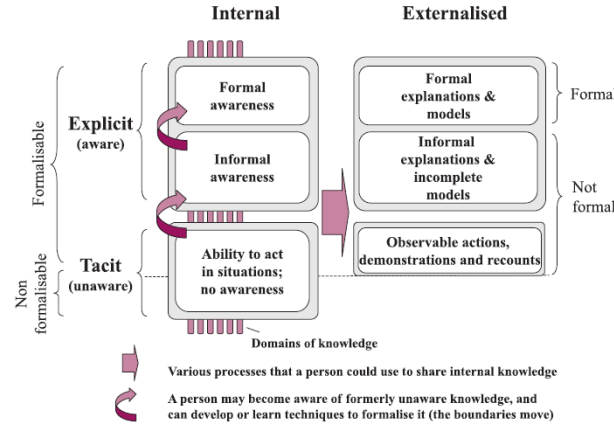 Internal
Externalised
Formalisable
Non
formalisable
Explicit
(aware)
Tacit
(unaware)
Formal
awareness
Informal
awareness
Ability to act
in situations;
no awareness
Formal
explanations &
models
Informal
explanations &
incomplete
models
Observable actions,
demonstrations and recounts
Formal
Not
formal
Domains of knowledge
Various processes that a person could use to share internal knowledge
A person may become aware of formerly unaware knowledge, and
can develop or learn techniques to formalise it (the boundaries move)